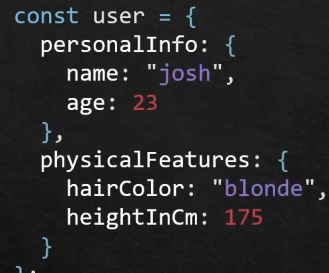 const user = {
  personalInfo: {
    name: "josh",
    age: 23
  },
  physicalFeatures: {
    hairColor: "blonde",
    heightInCm: 175
  }
};